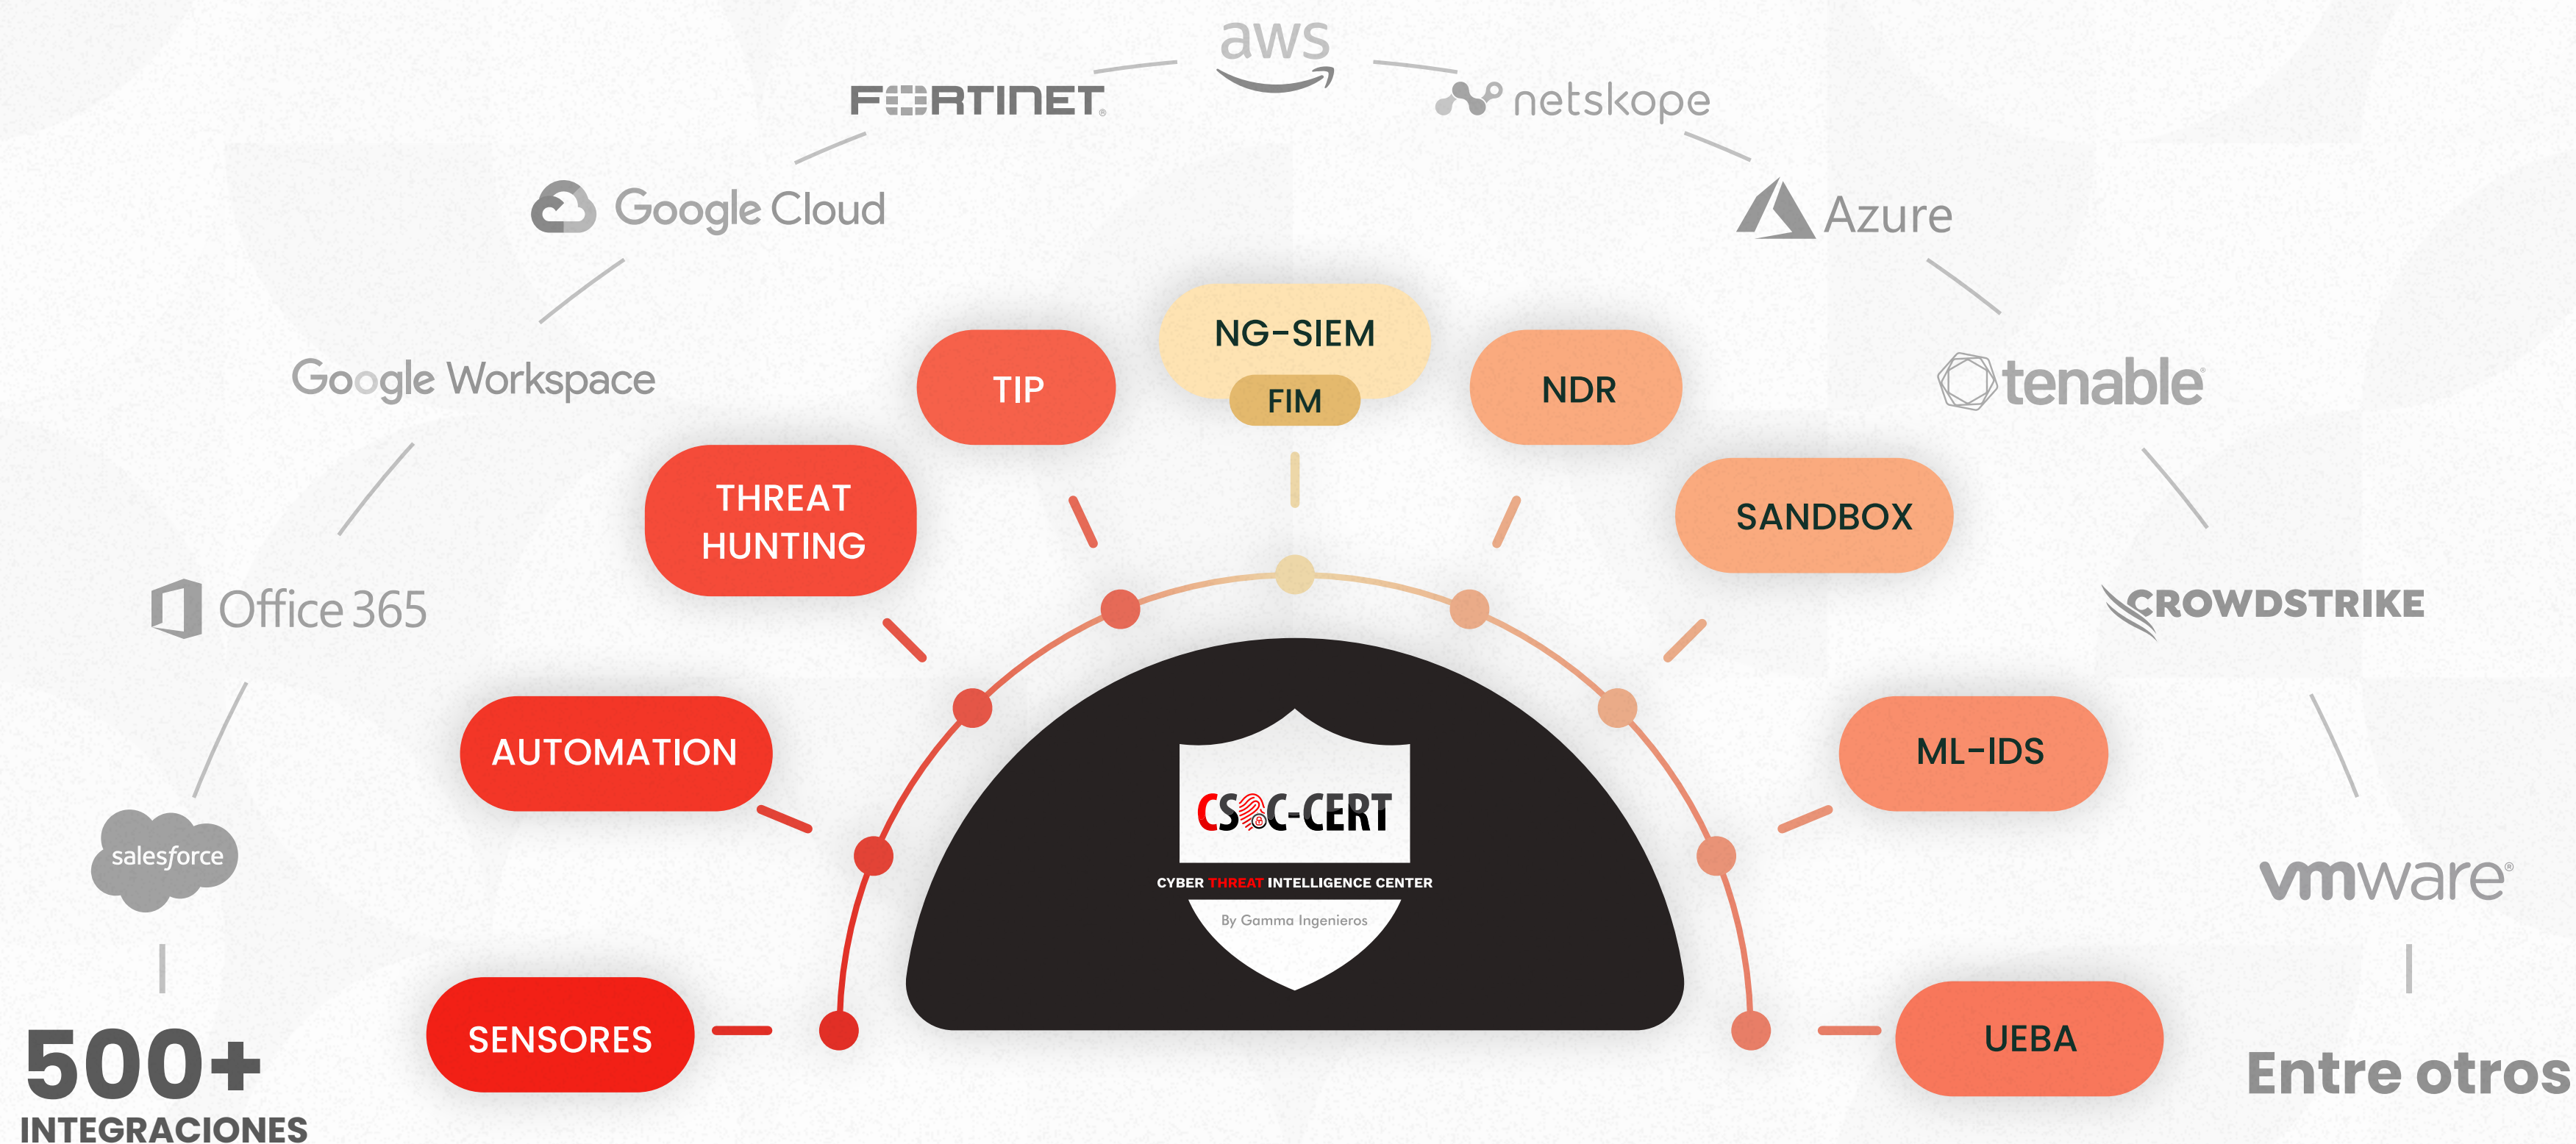 aws
FORTINET®
netskope
Google Cloud
Azure
NG-SIEM
FIM
TIP
NDR
Google Workspace
tenable
THREAT
HUNTING
SANDBOX
Office 365
CROWDSTRIKE
AUTOMATION
ML-IDS
CSOC-CERT
salesforce
CYBER THREAT INTELLIGENCE CENTER
vmware®
By Gamma Ingenieros
SENSORES
UEBA
500+
INTEGRACIONES
Entre otros